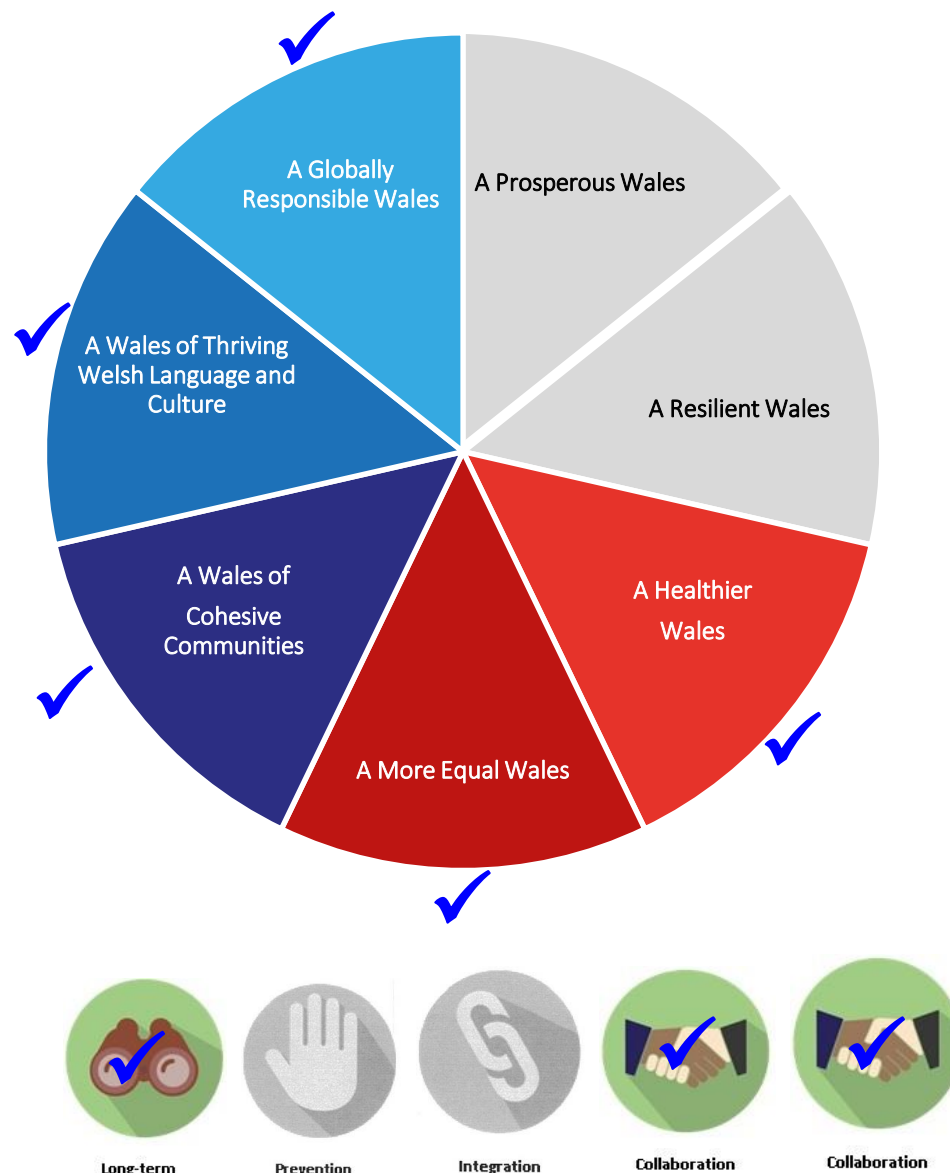 A Globally
Responsible Wales
A Prosperous Wales
A Wales of Thriving
Welsh Language and
Culture
A Resilient Wales
A Wales of
Cohesive
Communities
A Healthier
Wales
A More Equal Wales
Long-term
Prevention
Integration
Collaboration
Collaboration